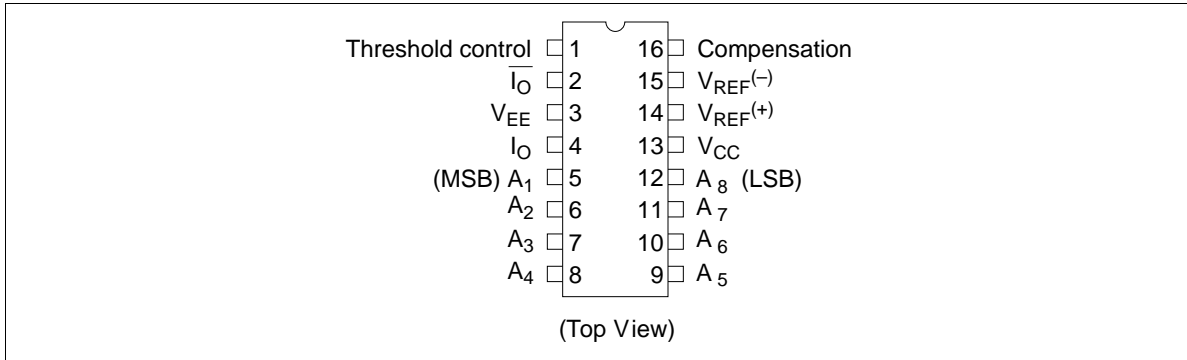 Threshold control 1 16 Compensation
I̅O̅ 2 15 VREF(–)
VEE 3 14 VREF(+)
IO 4 13 VCC
(MSB) A1 5 12 A8 (LSB)
A2 6 11 A7
A3 7 10 A6
A4 8 9 A5
(Top View)